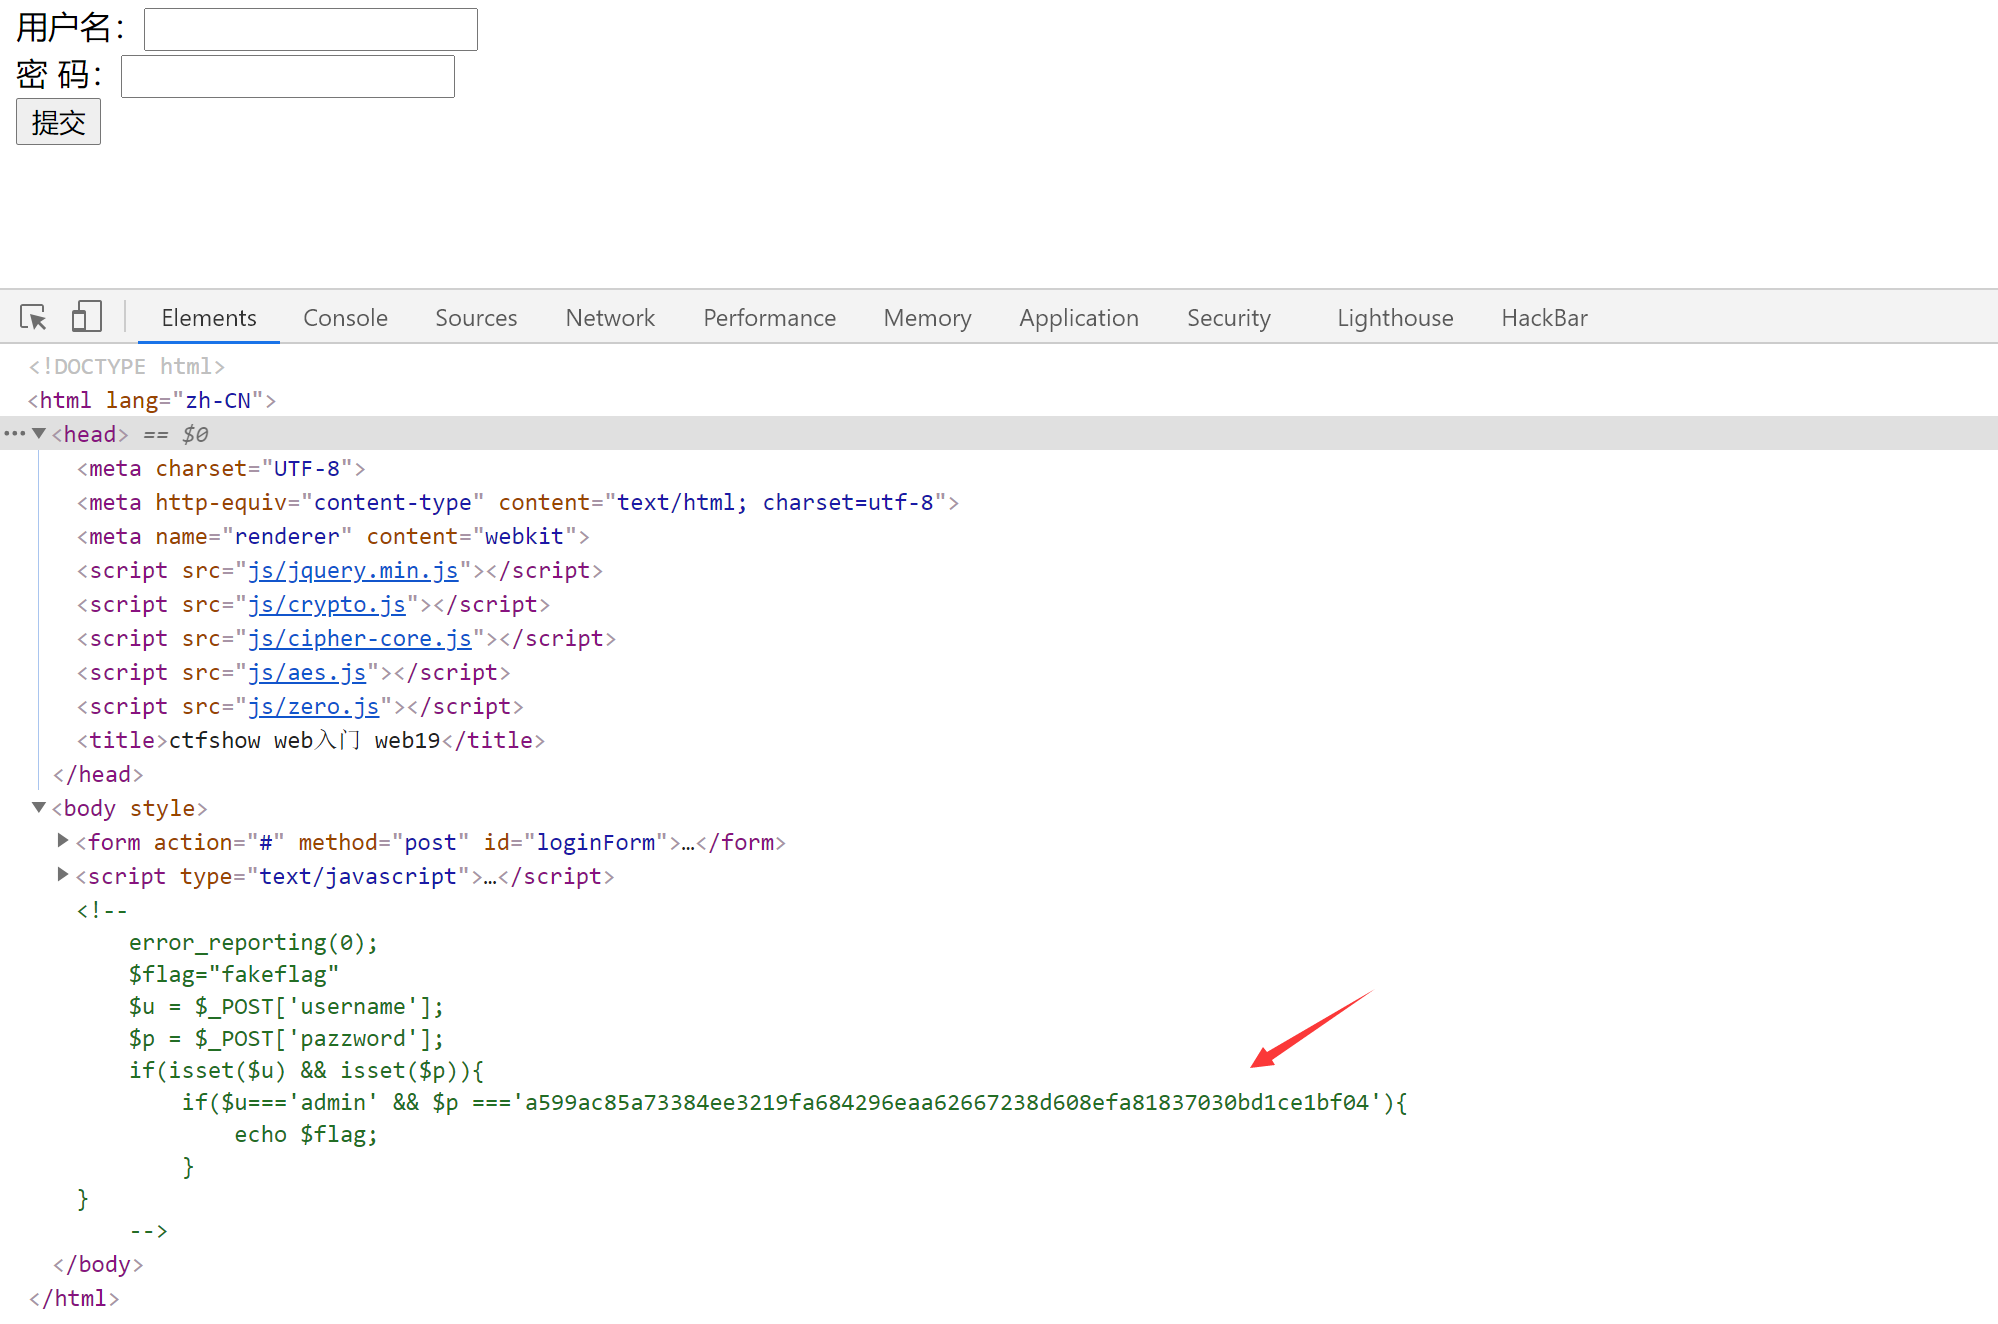 用户名：
密 码：
提交
Elements Console Sources Network Performance Memory Application Security Lighthouse HackBar
<!DOCTYPE html>
<html lang="zh-CN">
<head> == $0
<meta charset="UTF-8">
<meta http-equiv="content-type" content="text/html; charset=utf-8">
<meta name="renderer" content="webkit">
<script src="js/jquery.min.js"></script>
<script src="js/crypto.js"></script>
<script src="js/cipher-core.js"></script>
<script src="js/aes.js"></script>
<script src="js/zero.js"></script>
<title>ctfshow web入门 web19</title>
</head>
<body style>
<form action="#" method="post" id="loginForm">…</form>
<script type="text/javascript">…</script>
<!--
error_reporting(0);
$flag="fakeflag"
$u = $_POST['username'];
$p = $_POST['pazzword'];
if(isset($u) && isset($p)){
if($u==='admin' && $p ==='a599ac85a73384ee3219fa684296eaa62667238d608efa81837030bd1ce1bf04'){
echo $flag;
}
}
-->
</body>
</html>